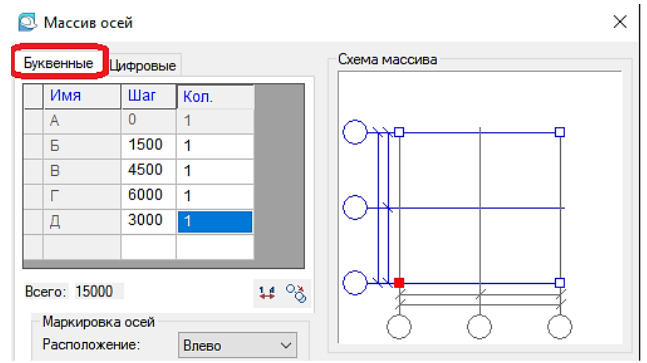 Массив осей
Буквенные Цифровые
Имя Шаг Кол.
А 0 1
Б 1500 1
В 4500 1
Г 6000 1
Д 3000 1
Всего: 15000
Маркировка осей
Расположение: Влево
Схема массива